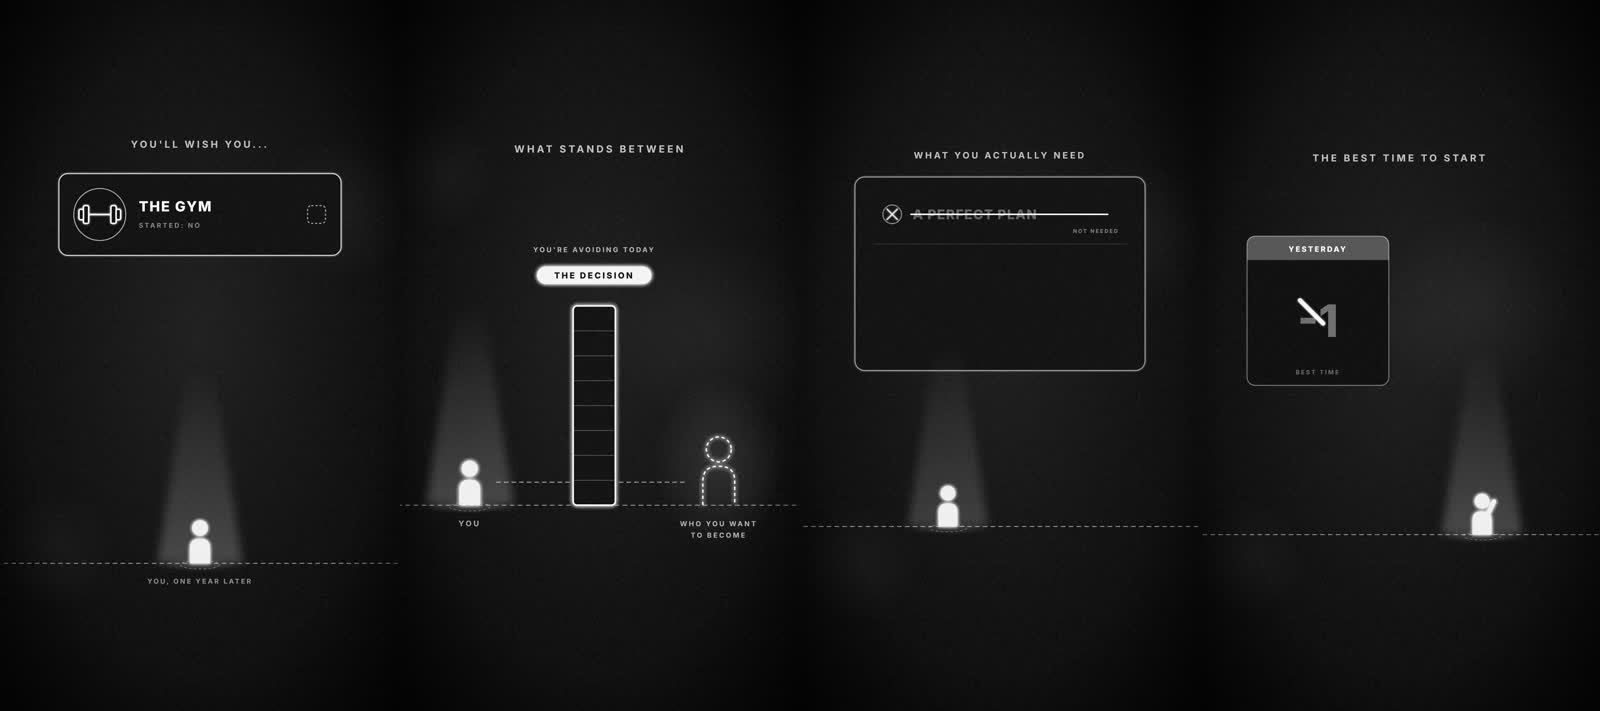 YOU'LL WISH YOU...
THE GYM
STARTED: NO
YOU, ONE YEAR LATER
WHAT STANDS BETWEEN
YOU'RE AVOIDING TODAY
THE DECISION
YOU
WHO YOU WANT
TO BECOME
WHAT YOU ACTUALLY NEED
A PERFECT PLAN
NOT NEEDED
THE BEST TIME TO START
YESTERDAY
-1
BEST TIME